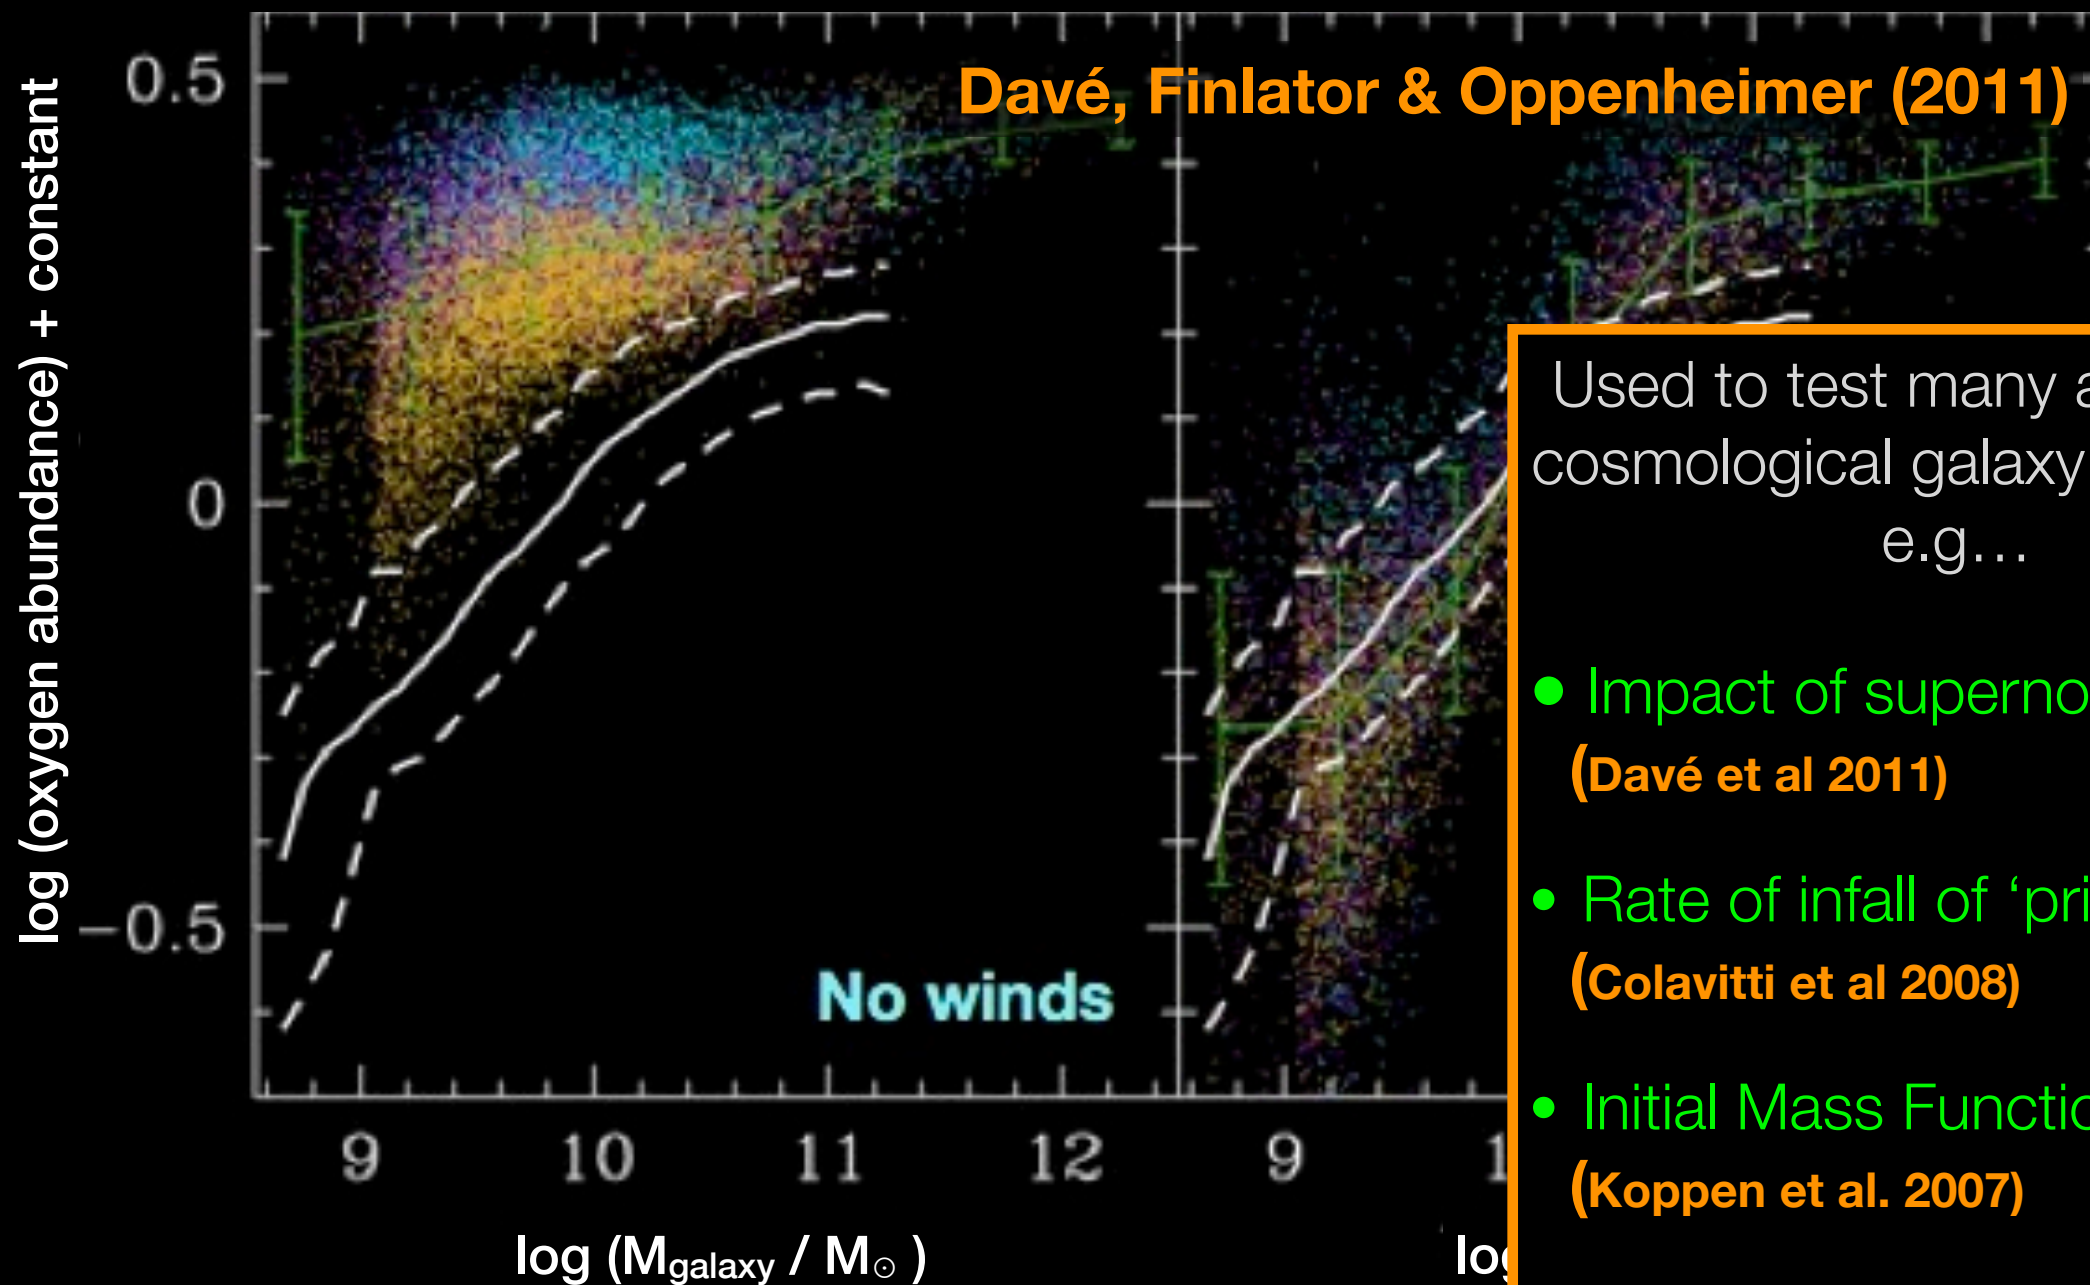 Davé, Finlator & Oppenheimer (2011)
log (oxygen abundance) + constant
0.5
0
−0.5
No winds
9 10 11 12
9
log (Mgalaxy / M☉ )
Used to test many
cosmological galaxy
e.g…
• Impact of
(Davé et al 2011)
• Rate of infall of
(Colavitti et al 2008)
• Initial Mass
(Koppen et al. 2007)